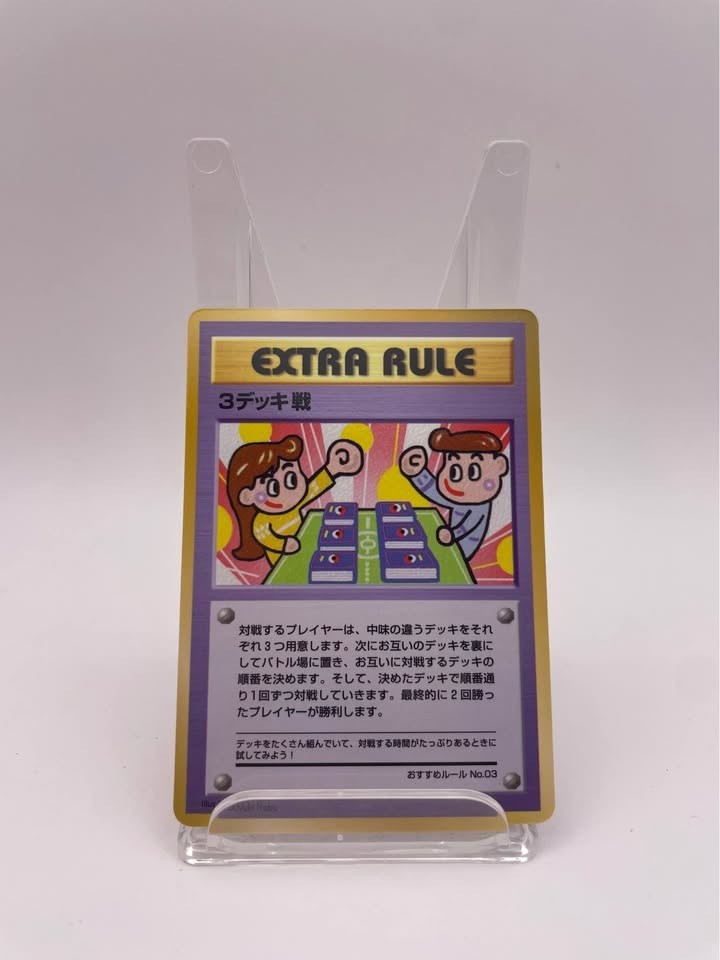 EXTRA RULE
3デッキ戦
対戦するプレイヤーは、中味の違うデッキをそれ
ぞれ3つ用意します。次にお互いのデッキを裏に
してバトル場に置き、お互いに対戦するデッキの
順番を決めます。そして、決めたデッキで順番通
り1回ずつ対戦していきます。最終的に2回勝っ
たプレイヤーが勝利します。
デッキをたくさん組んでいて、対戦する時間がたっぷりあるときに
試してみよう！
おすすめルール No.03
Illus.